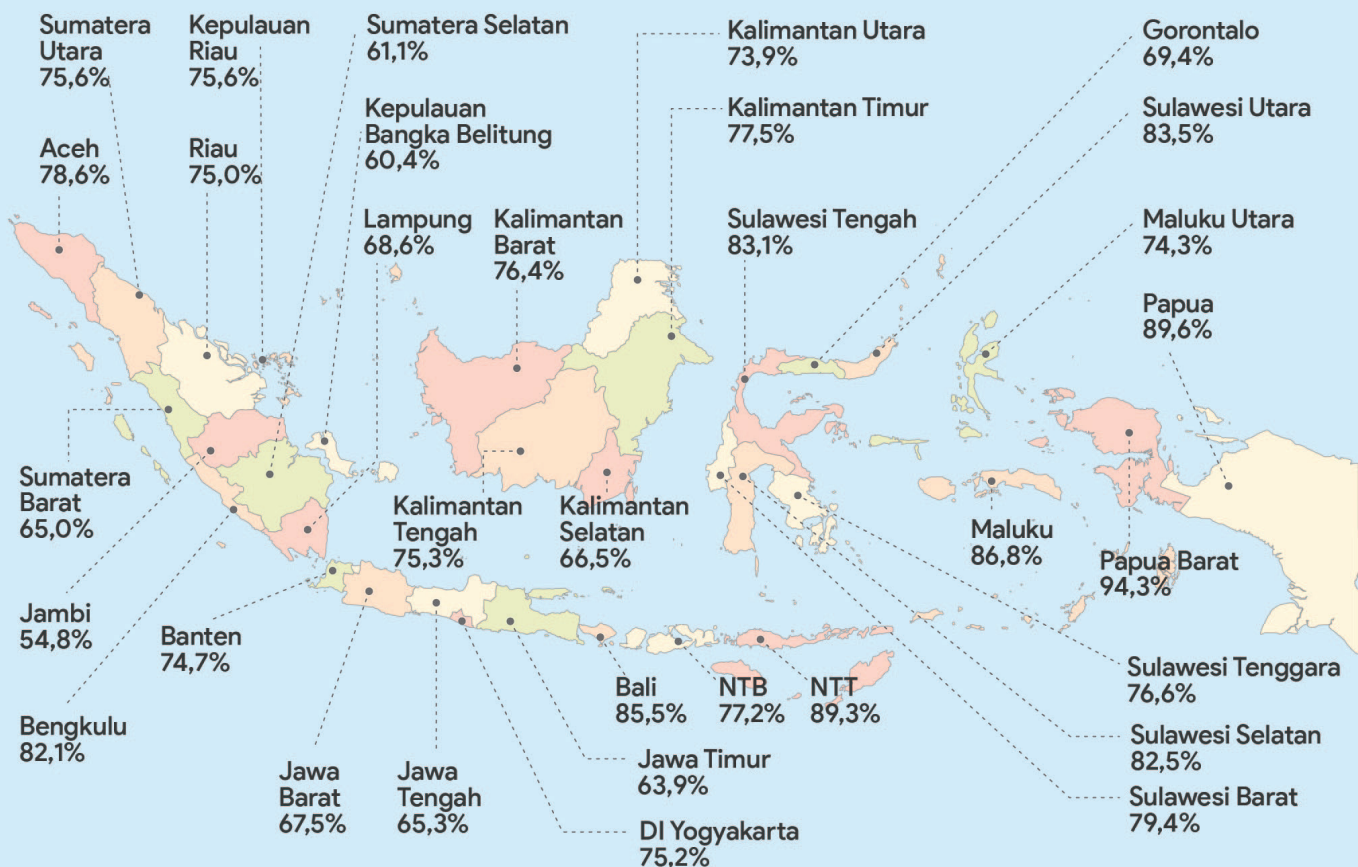 Sumatera
Utara
75,6%
Kepulauan
Riau
75,6%
Sumatera Selatan
61,1%
Kalimantan Utara
73,9%
Gorontalo
69,4%
Kepulauan
Bangka Belitung
60,4%
Kalimantan Timur
77,5%
Sulawesi Utara
83,5%
Aceh
78,6%
Riau
75,0%
Lampung
68,6%
Kalimantan
Barat
76,4%
Sulawesi Tengah
83,1%
Maluku Utara
74,3%
Papua
89,6%
Sumatera
Barat
65,0%
Kalimantan
Tengah
75,3%
Kalimantan
Selatan
66,5%
Maluku
86,8%
Papua Barat
94,3%
Jambi
54,8%
Banten
74,7%
Bali
85,5%
NTB
77,2%
NTT
89,3%
Sulawesi Tenggara
76,6%
Bengkulu
82,1%
Jawa
Barat
67,5%
Jawa
Tengah
65,3%
Jawa Timur
63,9%
Sulawesi Selatan
82,5%
DI Yogyakarta
75,2%
Sulawesi Barat
79,4%